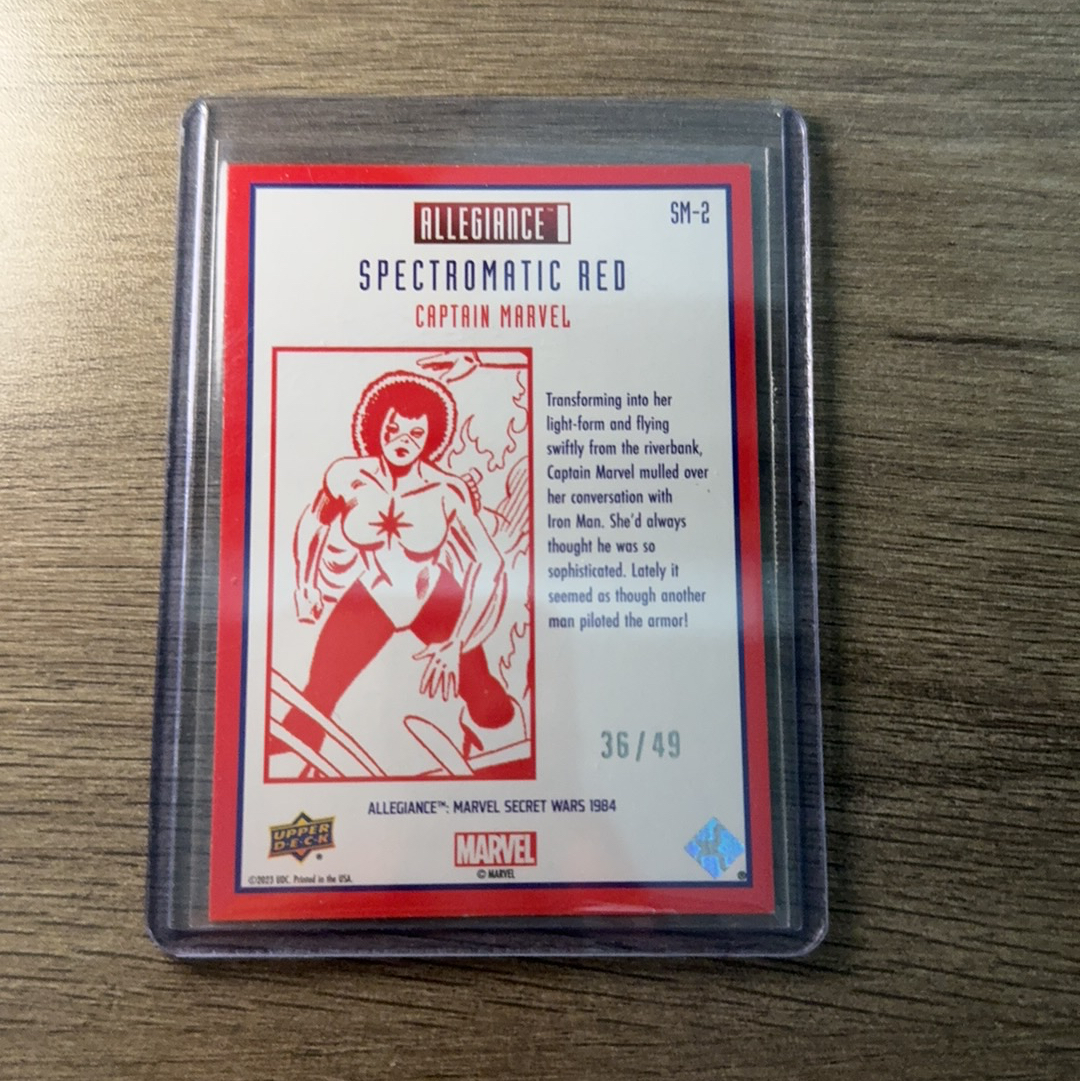 ALLEGIANCE™
SM-2
SPECTROMATIC RED
CAPTAIN MARVEL
Transforming into her
light-form and flying
swiftly from the riverbank,
Captain Marvel mulled over
her conversation with
Iron Man. She'd always
thought he was so
sophisticated. Lately it
seemed as though another
man piloted the armor!
36/49
ALLEGIANCE™: MARVEL SECRET WARS 1984
UPPER
D·E·C·K
®
MARVEL
© MARVEL
©2023 UDC. Printed in the USA.
®